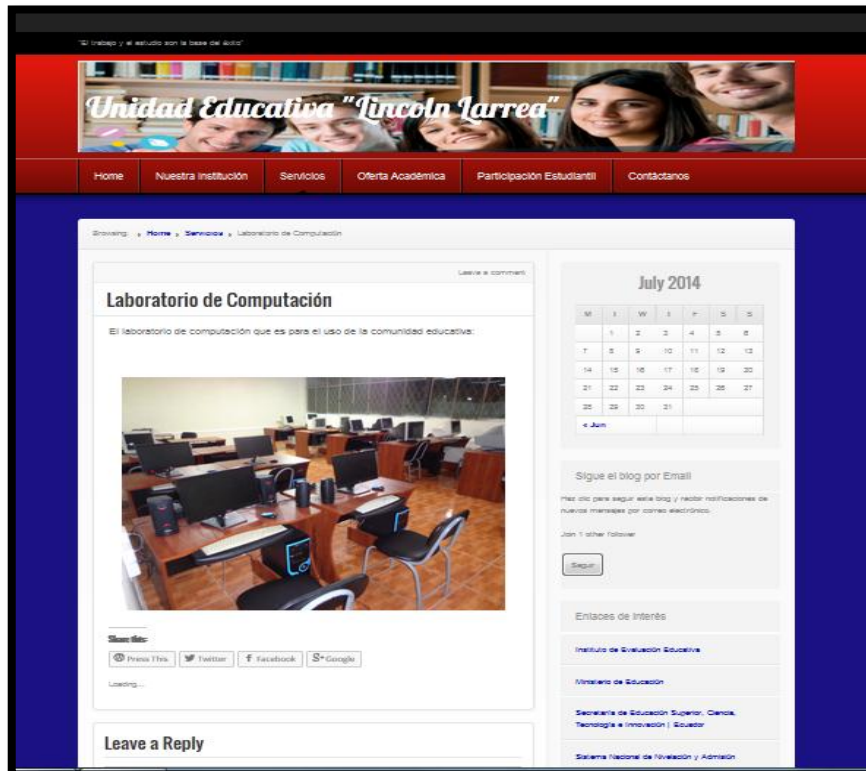 "El trabajo y el estudio son la base del éxito"
Unidad Educativa "Lincoln Larrea"
Home Nuestra Institución Servicios Oferta Académica Participación Estudiantil Contáctanos
Browsing: Home Servicios Laboratorio de Computación
Leave a comment
Laboratorio de Computación
El laboratorio de computación que es para el uso de la comunidad educativa:
Share this:
Press This Twitter Facebook Google
Loading...
Leave a Reply
July 2014
M T W T F S S
1 2 3 4 5 6
7 8 9 10 11 12 13
14 15 16 17 18 19 20
21 22 23 24 25 26 27
28 29 30 31
« Jun
Sigue el blog por Email
Haz clic para seguir este blog y recibir notificaciones de
nuevos mensajes por correo electrónico.
Join 1 other follower
Seguir
Enlaces de Interés
Instituto de Evaluación Educativa
Ministerio de Educación
Secretaría de Educación Superior, Ciencia,
Tecnología e Innovación | Ecuador
Sistema Nacional de Nivelación y Admisión